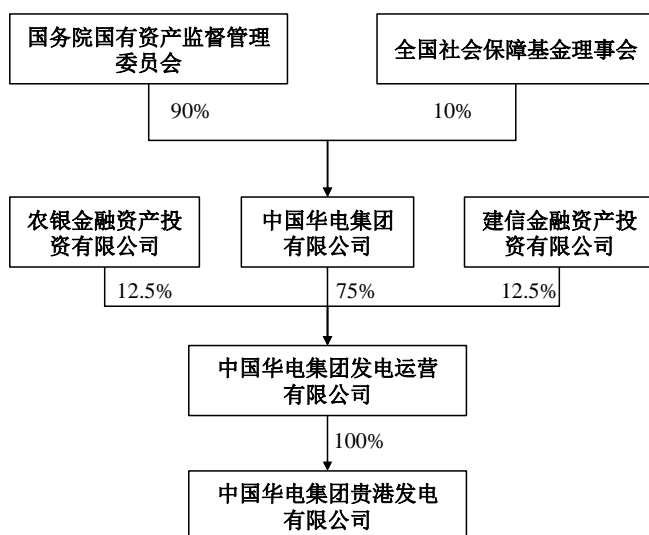 国务院国有资产监督管理
委员会
全国社会保障基金理事会
90%
10%
农银金融资产投
资有限公司
中国华电集团
有限公司
建信金融资产投
资有限公司
12.5%
75%
12.5%
中国华电集团发电运营
有限公司
100%
中国华电集团贵港发电
有限公司